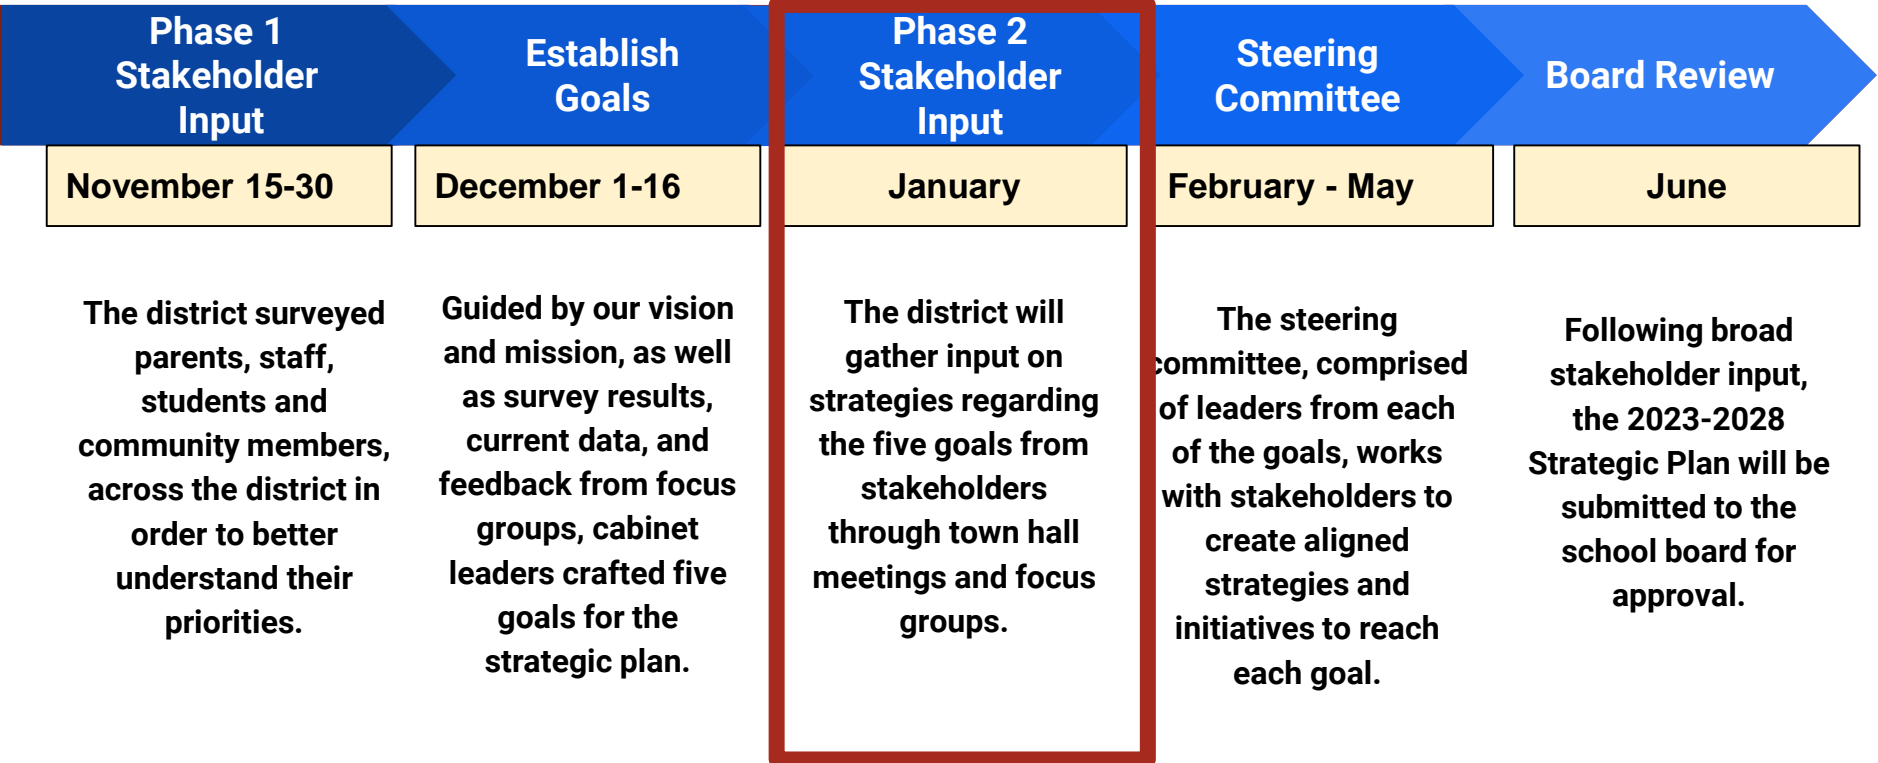 Phase 1
Stakeholder
Input
Establish
Goals
Phase 2
Stakeholder
Input
Steering
Committee
Board Review
November 15-30
December 1-16
January
February - May
June
The district surveyed
parents, staff,
students and
community members,
across the district in
order to better
understand their
priorities.
Guided by our vision
and mission, as well
as survey results,
current data, and
feedback from focus
groups, cabinet
leaders crafted five
goals for the
strategic plan.
The district will
gather input on
strategies regarding
the five goals from
stakeholders
through town hall
meetings and focus
groups.
The steering
committee, comprised
of leaders from each
of the goals, works
with stakeholders to
create aligned
strategies and
initiatives to reach
each goal.
Following broad
stakeholder input,
the 2023-2028
Strategic Plan will be
submitted to the
school board for
approval.